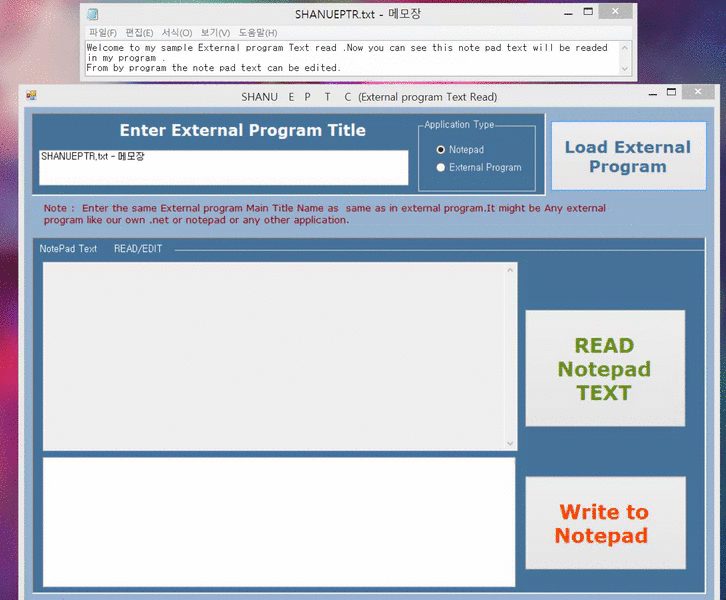 SHANUEPTR.txt - 메모장
파일(F) 편집(E) 서식(O) 보기(V) 도움말(H)
Welcome to my sample External program Text read .Now you can see this note pad text will be readed
in my program .
From by program the note pad text can be edited.
SHANU E P T C (External program Text Read)
Enter External Program Title
SHANUEPTR.txt - 메모장
Application Type
Notepad
External Program
Load External
Program
Note : Enter the same External program Main Title Name as same as in external program.It might be Any external
program like our own .net or notepad or any other application.
NotePad Text READ/EDIT
READ
Notepad
TEXT
Write to
Notepad